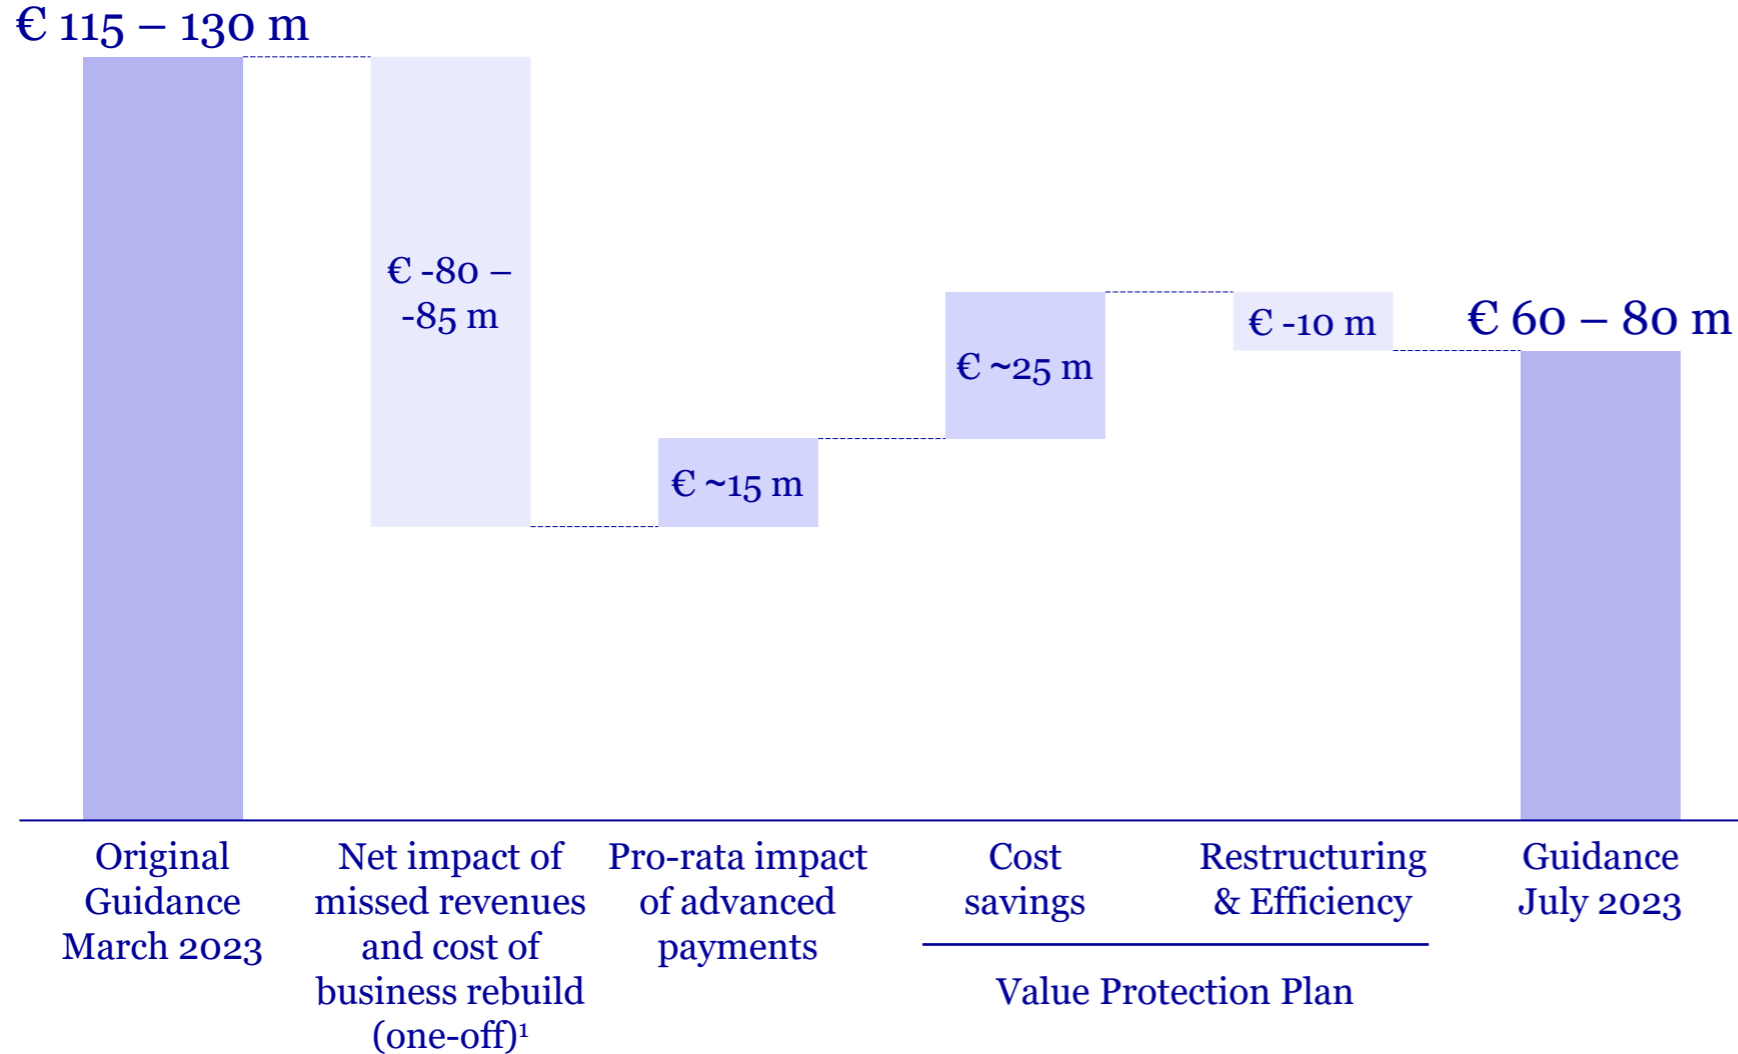 € 115 – 130 m
€ -80 –
-85 m
€ ~15 m
€ ~25 m
€ -10 m
€ 60 – 80 m
Original
Guidance
March 2023
Net impact of
missed revenues
and cost of
business rebuild
(one-off)¹
Pro-rata impact
of advanced
payments
Cost
savings
Restructuring
& Efficiency
Value Protection Plan
Guidance
July 2023